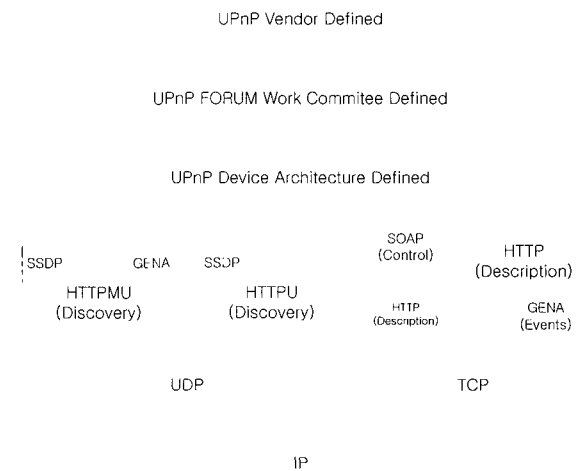 UPnP Vendor Defined
UPnP FORUM Work Commitee Defined
UPnP Device Architecture Defined
SSDP GENA SSDP
HTTPMU
(Discovery)
HTTPU
(Discovery)
SOAP
(Control)
HTTP
(Description)
HTTP
(Description)
GENA
(Events)
UDP TCP
IP